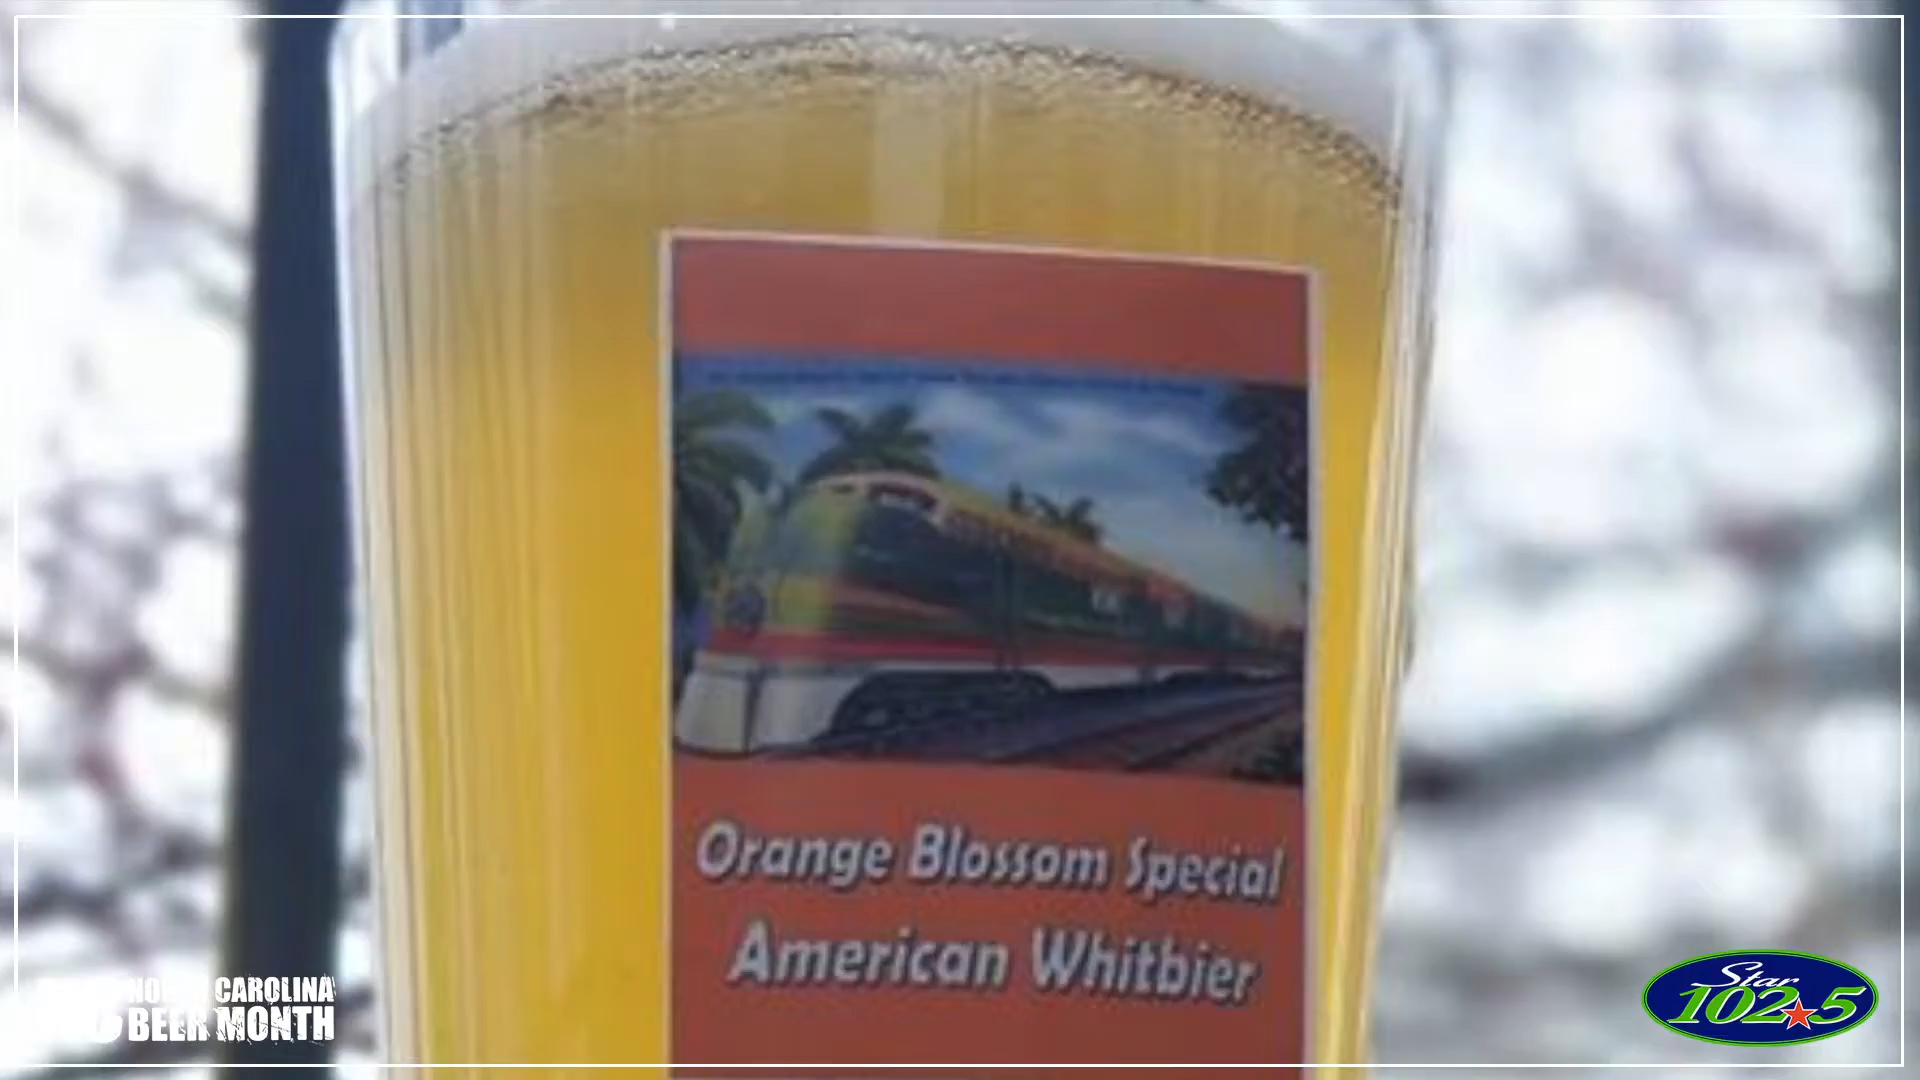 Orange Blossom Special
American Whitbier
NORTH CAROLINA
BEER MONTH
Star
102.5